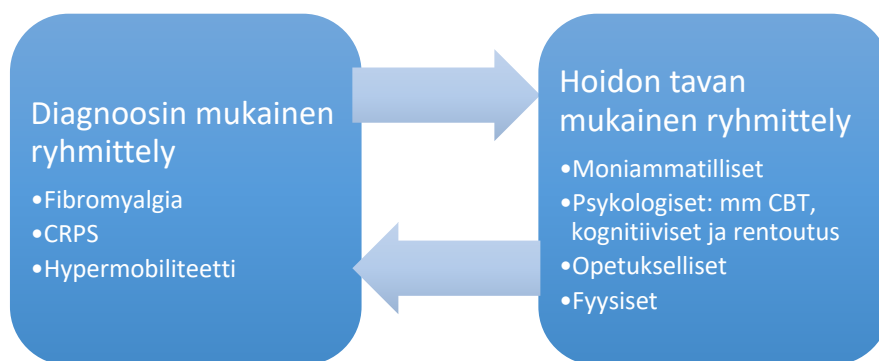 Diagnoosin mukainen
ryhmittely
•Fibromyalgia
•CRPS
•Hypermobiliteetti
Hoidon tavan
mukainen ryhmittely
•Moniammatilliset
•Psykologiset: mm CBT,
kognitiiviset ja rentoutus
•Opetukselliset
•Fyysiset